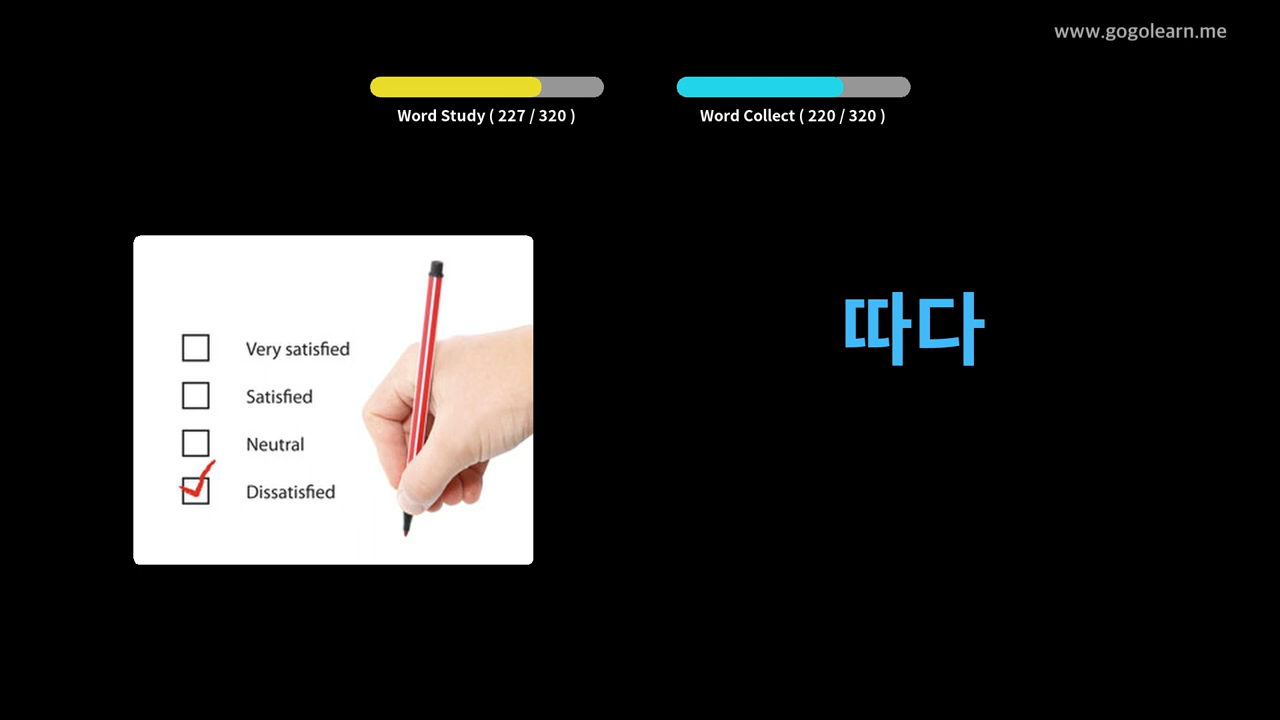 www.gogolearn.me
Word Study ( 227 / 320 )
Word Collect ( 220 / 320 )
Very satisfied
Satisfied
Neutral
Dissatisfied
따다